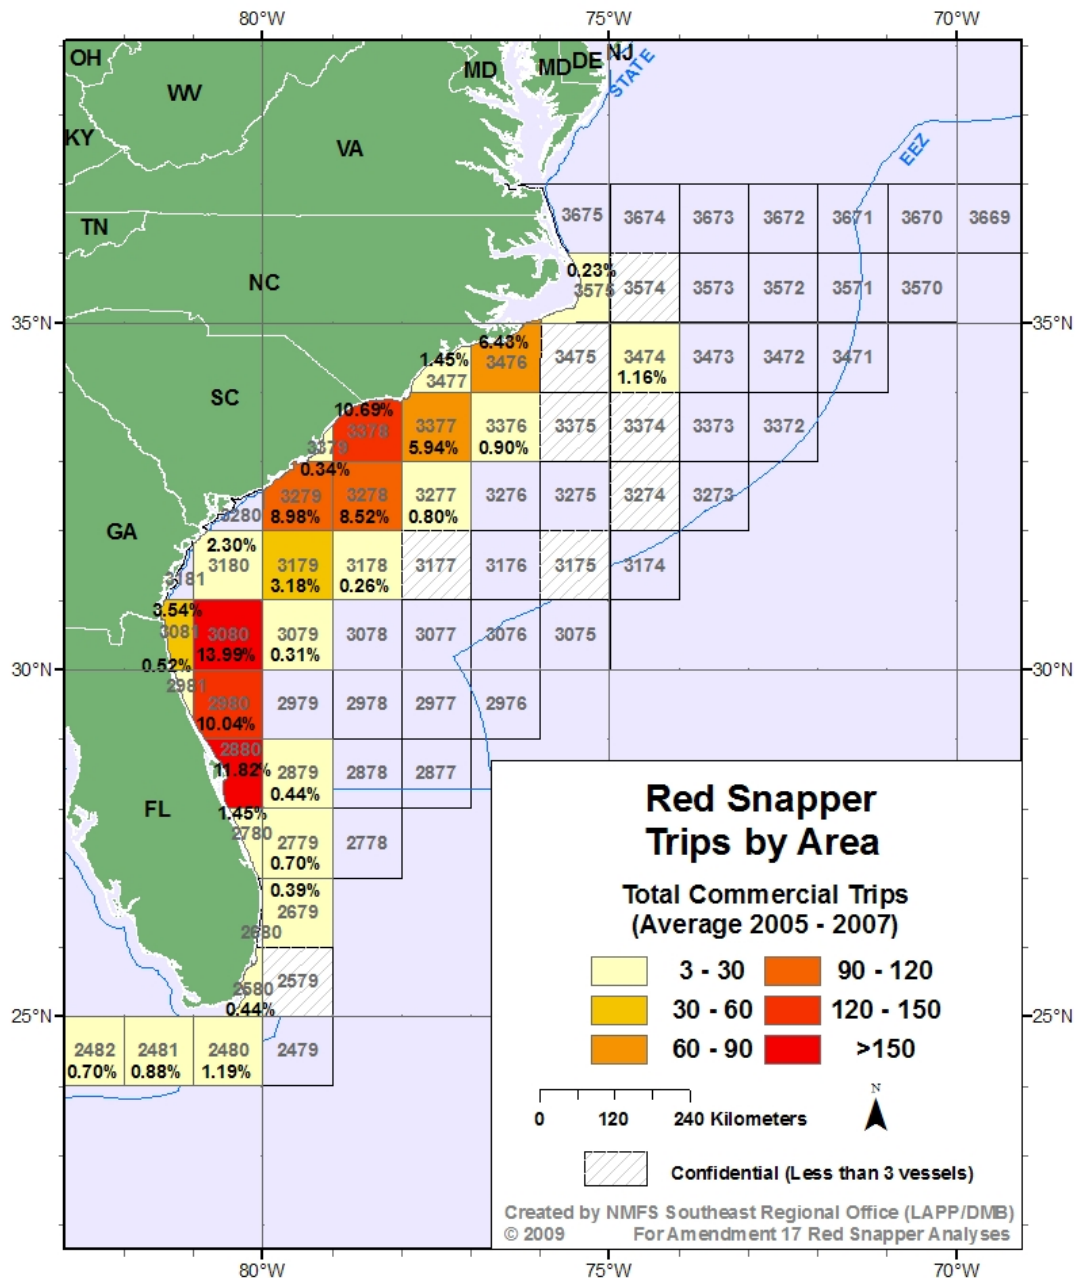 80°W 75°W 70°W
OH
MD
MD
DE
NJ
STATE
WV
KY
VA
EEZ
TN
3675 3674 3673 3672 3671 3670 3669
NC
0.23%
3575 3574 3573 3572 3571 3570
35°N 35°N
6.43%
1.45% 3476 3475 3474 3473 3472 3471
3477 1.16%
SC
10.69%
3378 3377 3376 3375 3374 3373 3372
3379 5.94% 0.90%
0.34%
3279 3278 3277 3276 3275 3274 3273
3280 8.98% 8.52% 0.80%
GA
2.30%
3180 3179 3178 3177 3176 3175 3174
3181 3.18% 0.26%
3.54%
3081 3080 3079 3078 3077 3076 3075
13.99% 0.31%
0.52%
30°N 30°N
2981
2980 2979 2978 2977 2976
10.04%
2880
11.82% 2879 2878 2877
0.44%
FL
1.45%
2780 2779 2778
0.70%
0.39%
2679
2680
2579
2580
0.44%
25°N 25°N
2482 2481 2480 2479
0.70% 0.88% 1.19%
Red Snapper
Trips by Area
Total Commercial Trips
(Average 2005 - 2007)
3 - 30 90 - 120
30 - 60 120 - 150
60 - 90 >150
N
0 120 240 Kilometers
Confidential (Less than 3 vessels)
Created by NMFS Southeast Regional Office (LAPP/DMB)
© 2009 For Amendment 17 Red Snapper Analyses
80°W 75°W 70°W